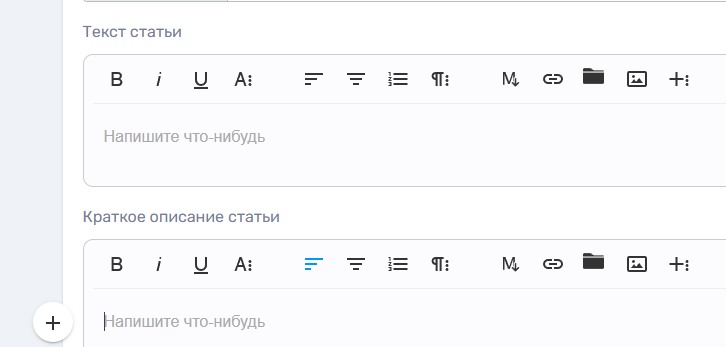 Текст статьи
B i U A
M
Напишите что-нибудь
Краткое описание статьи
B i U A
M
Напишите что-нибудь